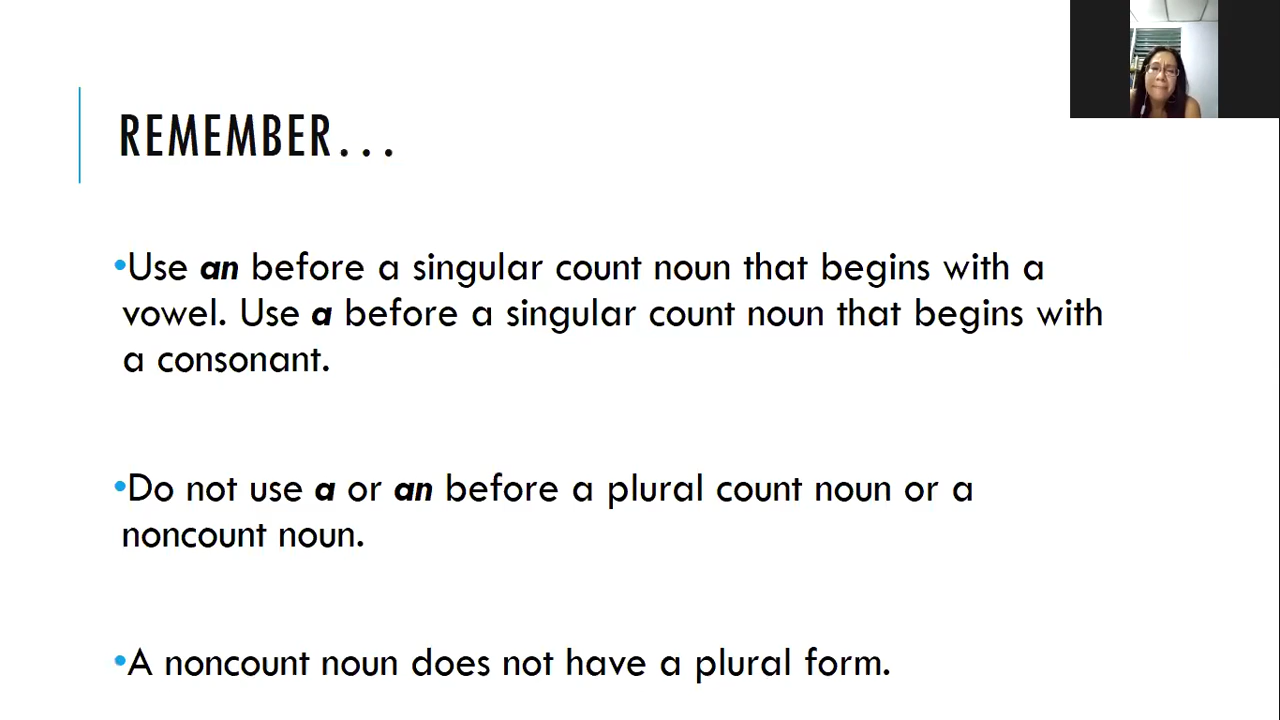 REMEMBER...
•Use an before a singular count noun that begins with a
vowel. Use a before a singular count noun that begins with
a consonant.
•Do not use a or an before a plural count noun or a
noncount noun.
•A noncount noun does not have a plural form.